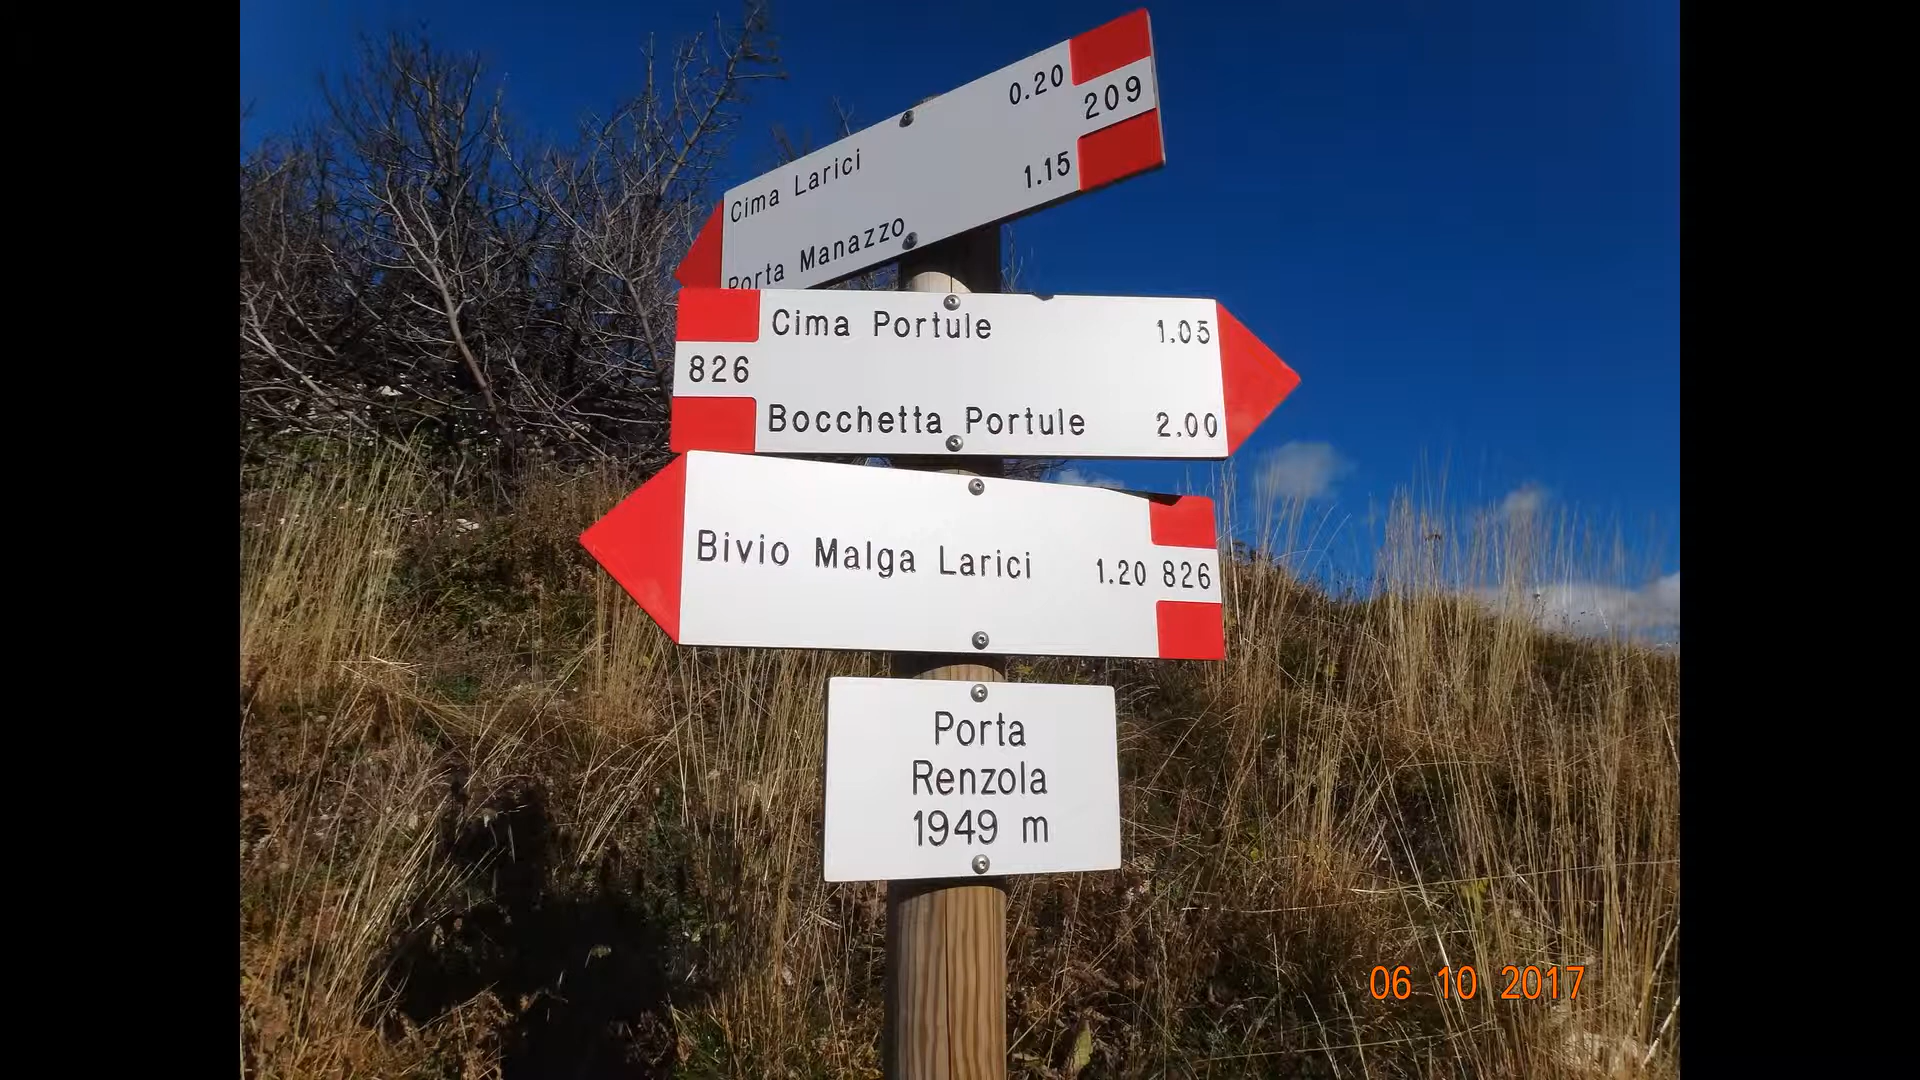 Cima Larici 0.20
209
Porta Manazzo 1.15
Cima Portule 1.05
826
Bocchetta Portule 2.00
Bivio Malga Larici 1.20 826
Porta
Renzola
1949 m
06 10 2017